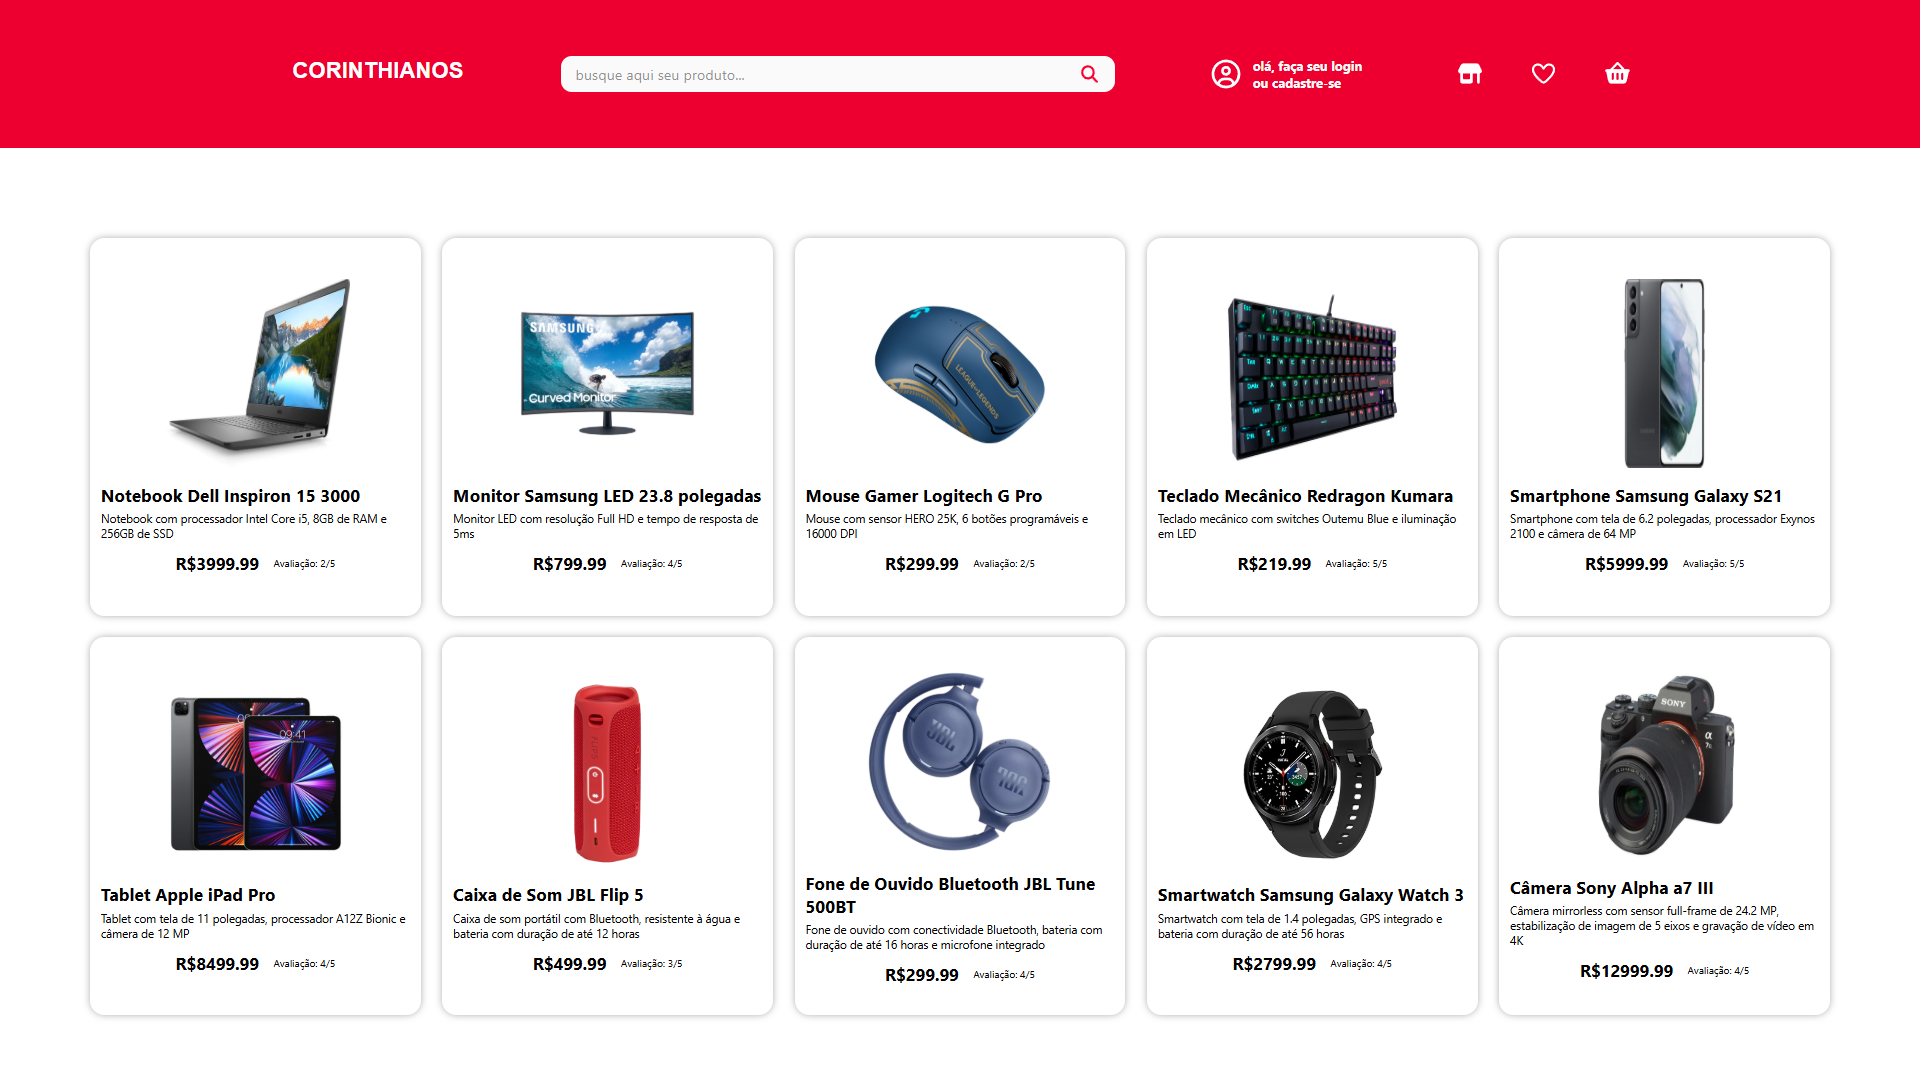 CORINTHIANOS
busque aqui seu produto...
olá, faça seu login
ou cadastre-se
SAMSUNG
Curved Monitor
LEAGUE of LEGENDS
Notebook Dell Inspiron 15 3000
Notebook com processador Intel Core i5, 8GB de RAM e
256GB de SSD
R$3999.99 Avaliação: 2/5
Monitor Samsung LED 23.8 polegadas
Monitor LED com resolução Full HD e tempo de resposta de
5ms
R$799.99 Avaliação: 4/5
Mouse Gamer Logitech G Pro
Mouse com sensor HERO 25K, 6 botões programáveis e
16000 DPI
R$299.99 Avaliação: 2/5
Teclado Mecânico Redragon Kumara
Teclado mecânico com switches Outemu Blue e iluminação
em LED
R$219.99 Avaliação: 5/5
Smartphone Samsung Galaxy S21
Smartphone com tela de 6.2 polegadas, processador Exynos
2100 e câmera de 64 MP
R$5999.99 Avaliação: 5/5
09:41
JBL
JBL
SONY
α
Tablet Apple iPad Pro
Tablet com tela de 11 polegadas, processador A12Z Bionic e
câmera de 12 MP
R$8499.99 Avaliação: 4/5
Caixa de Som JBL Flip 5
Caixa de som portátil com Bluetooth, resistente à água e
bateria com duração de até 12 horas
R$499.99 Avaliação: 3/5
Fone de Ouvido Bluetooth JBL Tune
500BT
Fone de ouvido com conectividade Bluetooth, bateria com
duração de até 16 horas e microfone integrado
R$299.99 Avaliação: 4/5
Smartwatch Samsung Galaxy Watch 3
Smartwatch com tela de 1.4 polegadas, GPS integrado e
bateria com duração de até 56 horas
R$2799.99 Avaliação: 4/5
Câmera Sony Alpha a7 III
Câmera mirrorless com sensor full-frame de 24.2 MP,
estabilização de imagem de 5 eixos e gravação de vídeo em
4K
R$12999.99 Avaliação: 4/5